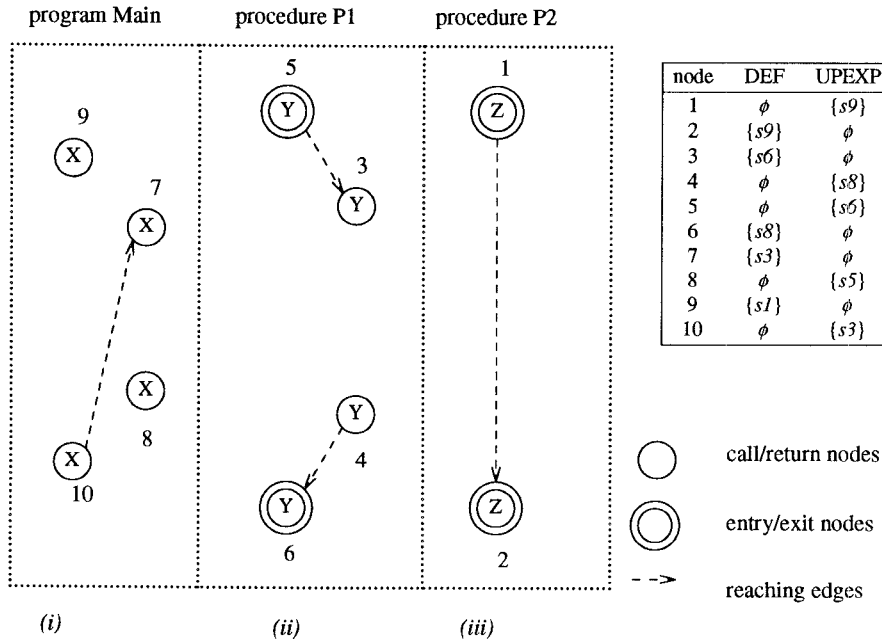 program Main
procedure P1
procedure P2
9
X
7
X
X
8
X
10
5
Y
3
Y
Y
4
Y
6
1
Z
Z
2
node DEF UPEXP
1 ϕ {s9}
2 {s9} ϕ
3 {s6} ϕ
4 ϕ {s8}
5 ϕ {s6}
6 {s8} ϕ
7 {s3} ϕ
8 ϕ {s5}
9 {s1} ϕ
10 ϕ {s3}
call/return nodes
entry/exit nodes
reaching edges
(i)
(ii)
(iii)